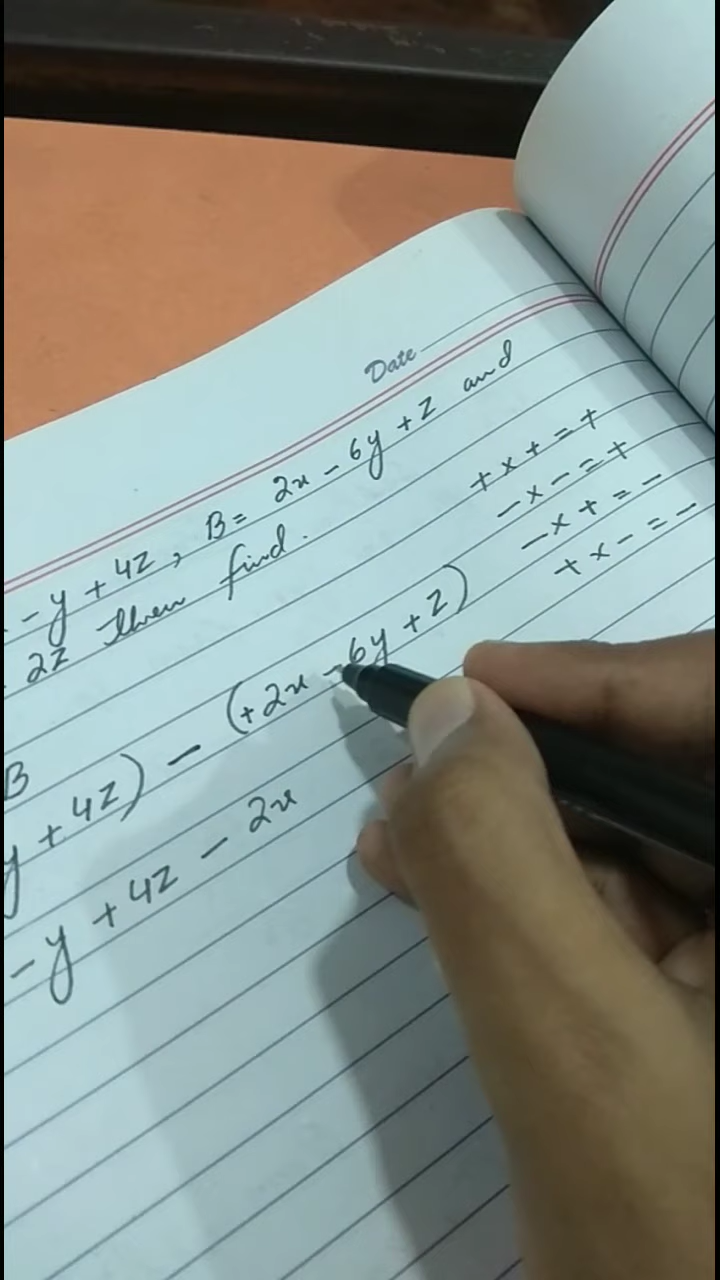 Date
- y + 4z , B = 2x - 6y + z and
2z then find.
+ x + = +
- x - = +
- x + = -
+ x - = -
B
y + 4z) - (+2x - 6y + z)
- y + 4z - 2x